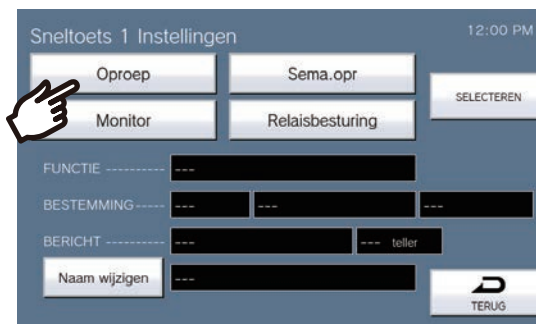 Sneltoets 1 Instellingen
12:00 PM
Oproep
Sema.opr
SELECTEREN
Monitor
Relaisbesturing
FUNCTIE ---------- ---
BESTEMMING ----- --- --- ---
BERICHT ---------- --- --- teller
Naam wijzigen ---
TERUG